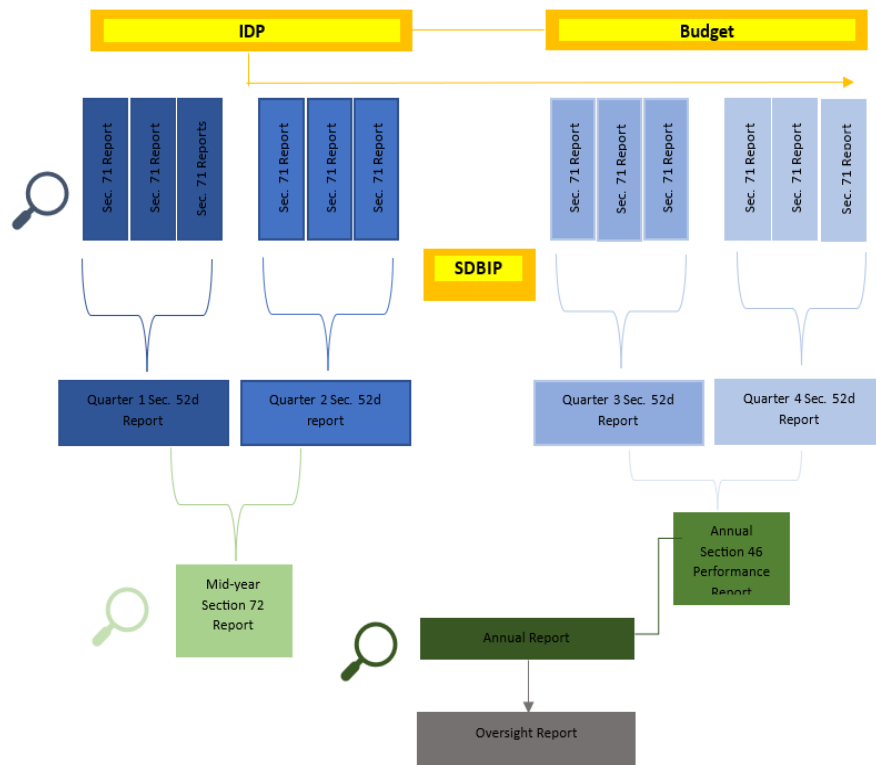 IDP
Budget
Sec. 71 Report
Sec. 71 Report
Sec. 71 Reports
Sec. 71 Report
Sec. 71 Report
Sec. 71 Report
Sec. 71 Report
Sec. 71 Report
Sec. 71 Report
Sec. 71 Report
Sec. 71 Report
Sec. 71 Report
SDBIP
Quarter 1 Sec. 52d
Report
Quarter 2 Sec. 52d
report
Quarter 3 Sec. 52d
Report
Quarter 4 Sec. 52d
Report
Mid-year
Section 72
Report
Annual
Section 46
Performance
Report
Annual Report
Oversight Report